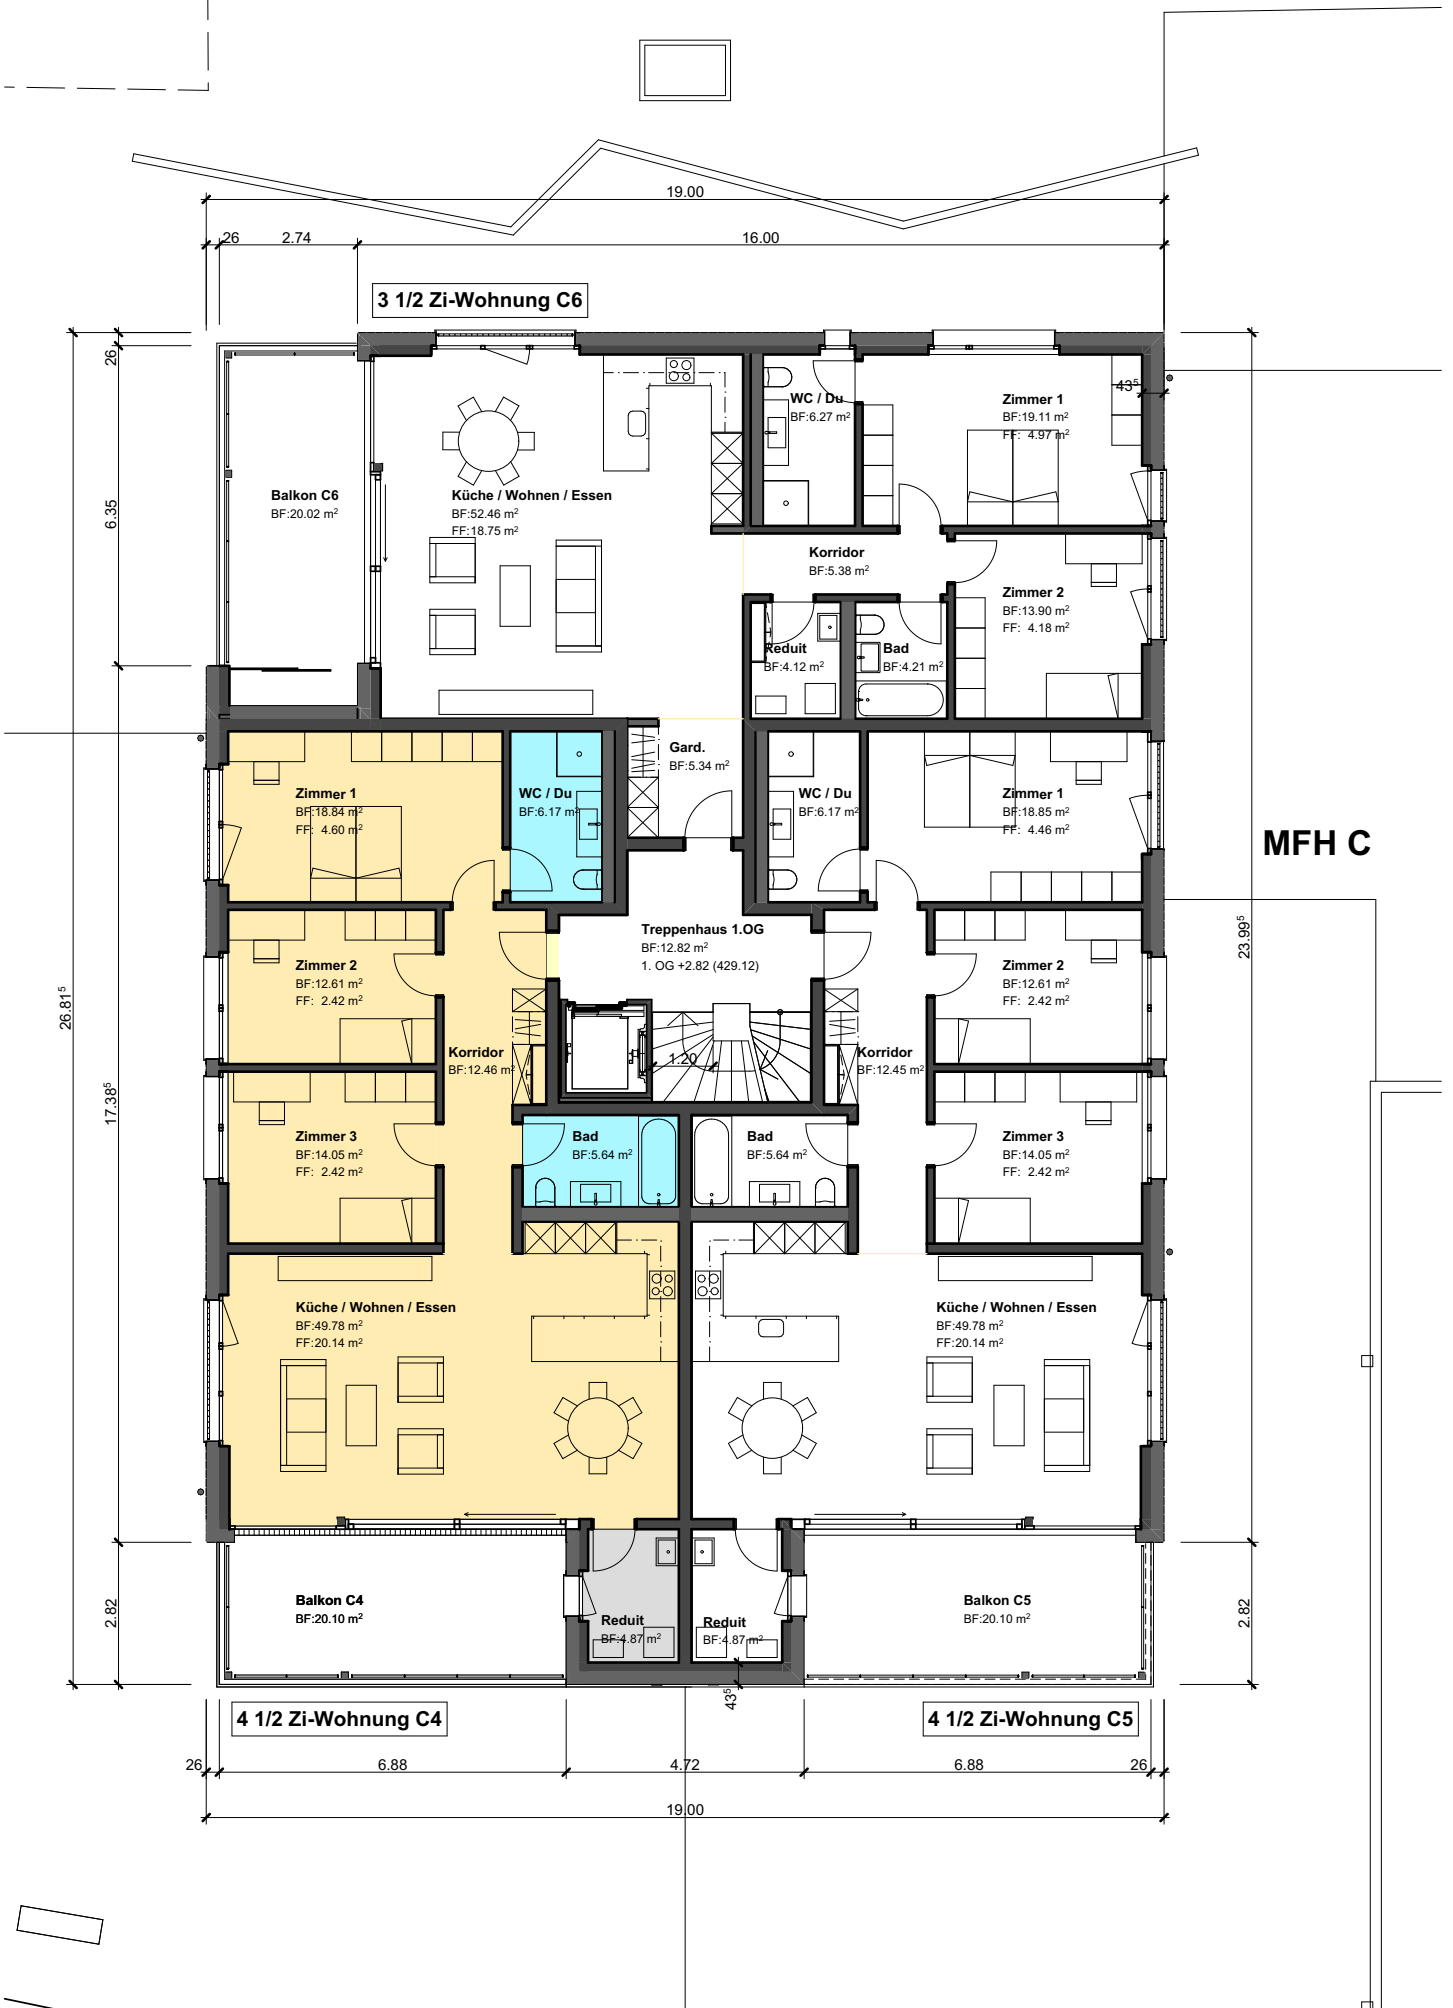 19.00
26 2.74 16.00
3 1/2 Zi-Wohnung C6
26
6.35
17.38⁵
2.82
26.81⁵
43⁵
WC / Du
BF:6.27 m²
Zimmer 1
BF:19.11 m²
FF: 4.97 m²
Balkon C6
BF:20.02 m²
Küche / Wohnen / Essen
BF:52.46 m²
FF:18.75 m²
Korridor
BF:5.38 m²
Zimmer 2
BF:13.90 m²
FF: 4.18 m²
Reduit
BF:4.12 m²
Bad
BF:4.21 m²
Gard.
BF:5.34 m²
Zimmer 1
BF:18.84 m²
FF: 4.60 m²
WC / Du
BF:6.17 m²
WC / Du
BF:6.17 m²
Zimmer 1
BF:18.85 m²
FF: 4.46 m²
MFH C
23.99⁵
Treppenhaus 1.OG
BF:12.82 m²
1. OG +2.82 (429.12)
Zimmer 2
BF:12.61 m²
FF: 2.42 m²
Zimmer 2
BF:12.61 m²
FF: 2.42 m²
Korridor
BF:12.46 m²
1.20
Korridor
BF:12.45 m²
Zimmer 3
BF:14.05 m²
FF: 2.42 m²
Bad
BF:5.64 m²
Bad
BF:5.64 m²
Zimmer 3
BF:14.05 m²
FF: 2.42 m²
Küche / Wohnen / Essen
BF:49.78 m²
FF:20.14 m²
Küche / Wohnen / Essen
BF:49.78 m²
FF:20.14 m²
Balkon C4
BF:20.10 m²
Reduit
BF:4.87 m²
Reduit
BF:4.87 m²
Balkon C5
BF:20.10 m²
2.82
43⁵
4 1/2 Zi-Wohnung C4
4 1/2 Zi-Wohnung C5
26 6.88 4.72 6.88 26
19.00